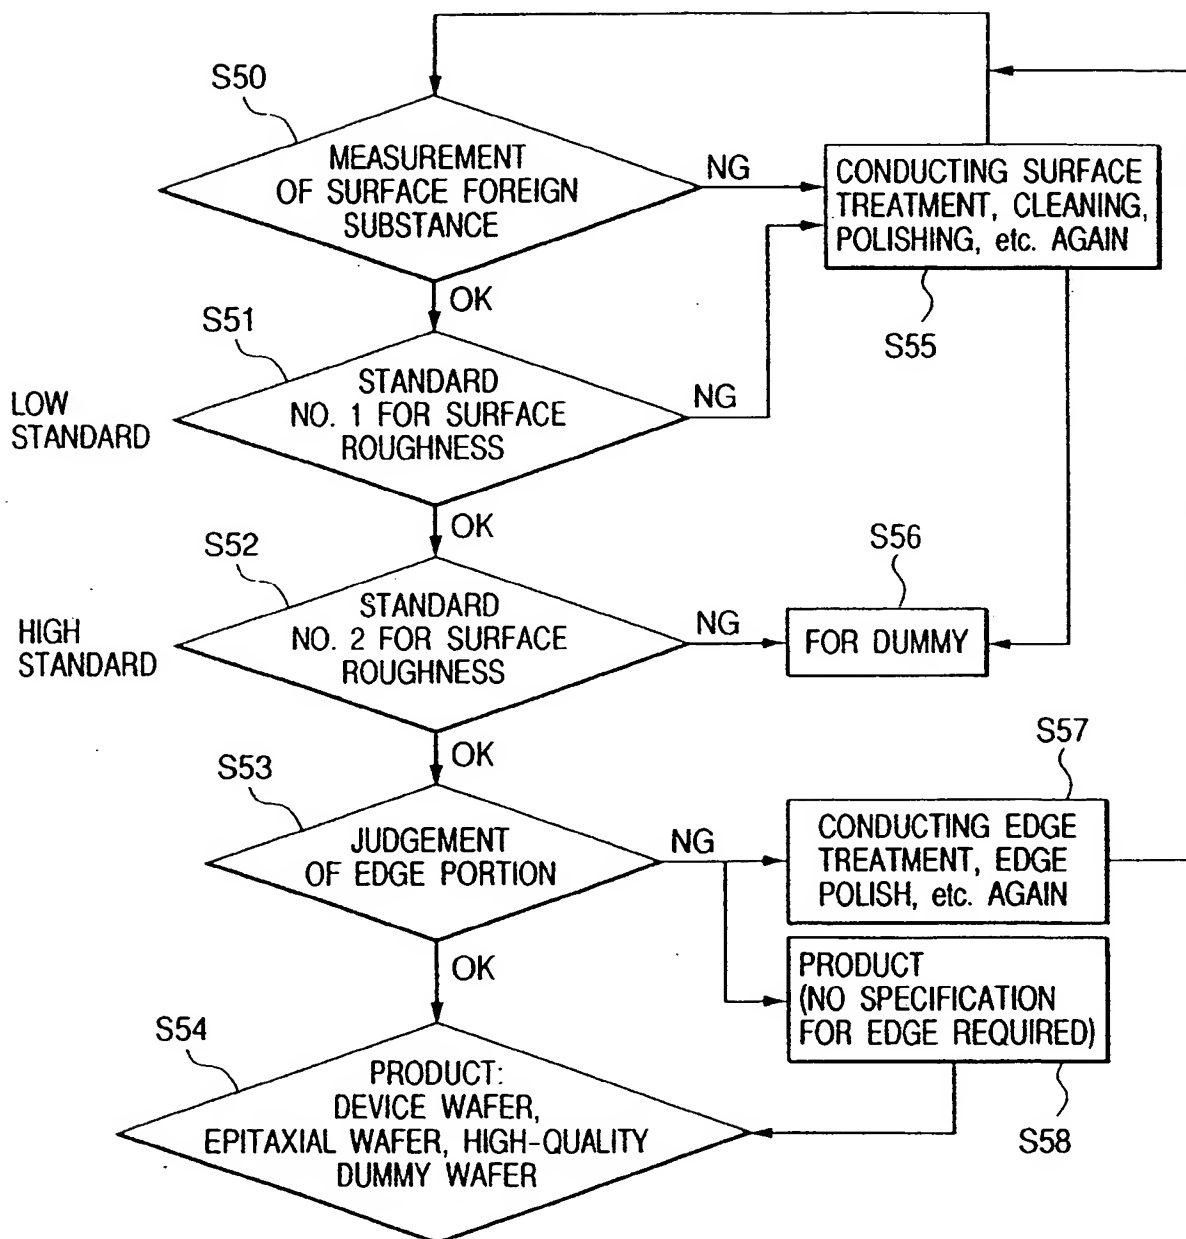 S50
MEASUREMENT
OF SURFACE FOREIGN
SUBSTANCE
NG
CONDUCTING SURFACE
TREATMENT, CLEANING,
POLISHING, etc. AGAIN
S55
OK
S51
LOW
STANDARD
STANDARD
NO. 1 FOR SURFACE
ROUGHNESS
NG
OK
S52
HIGH
STANDARD
STANDARD
NO. 2 FOR SURFACE
ROUGHNESS
NG
S56
FOR DUMMY
OK
S53
JUDGEMENT
OF EDGE PORTION
NG
S57
CONDUCTING EDGE
TREATMENT, EDGE
POLISH, etc. AGAIN
PRODUCT
(NO SPECIFICATION
FOR EDGE REQUIRED)
S58
OK
S54
PRODUCT:
DEVICE WAFER,
EPITAXIAL WAFER, HIGH-QUALITY
DUMMY WAFER